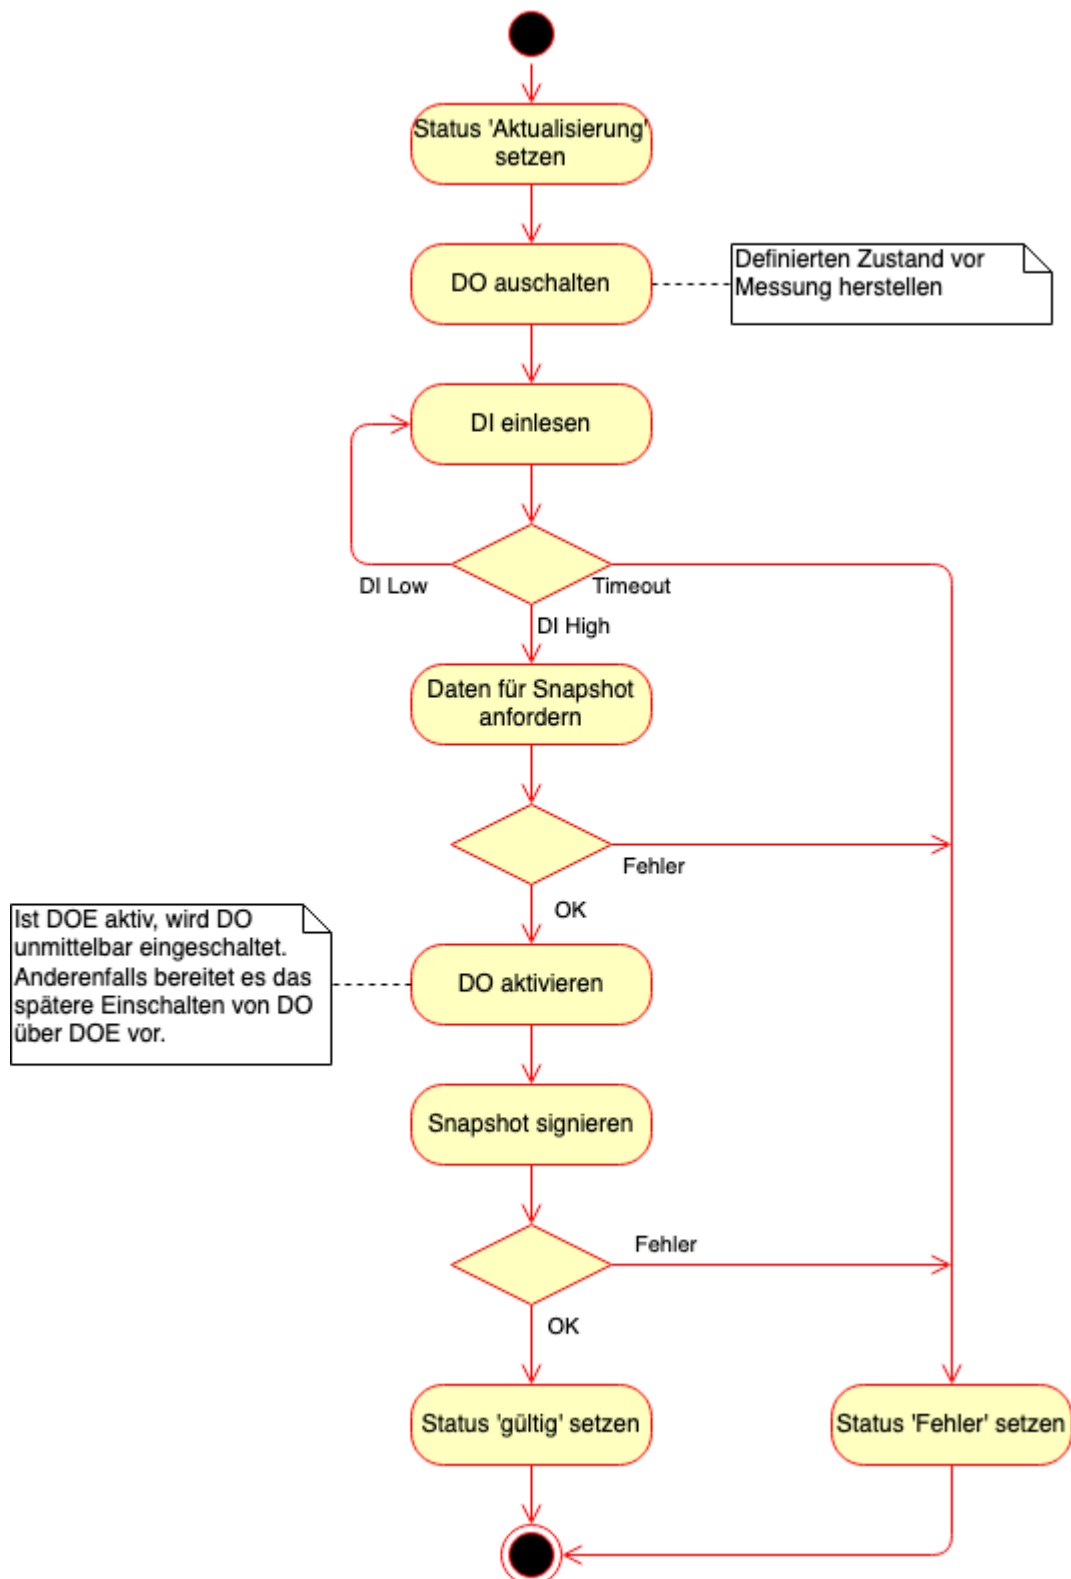 Status 'Aktualisierung'
setzen
DO auschalten
Definierten Zustand vor
Messung herstellen
DI einlesen
DI Low
Timeout
DI High
Daten für Snapshot
anfordern
Fehler
OK
Ist DOE aktiv, wird DO
unmittelbar eingeschaltet.
Anderenfalls bereitet es das
spätere Einschalten von DO
über DOE vor.
DO aktivieren
Snapshot signieren
Fehler
OK
Status 'gültig' setzen
Status 'Fehler' setzen